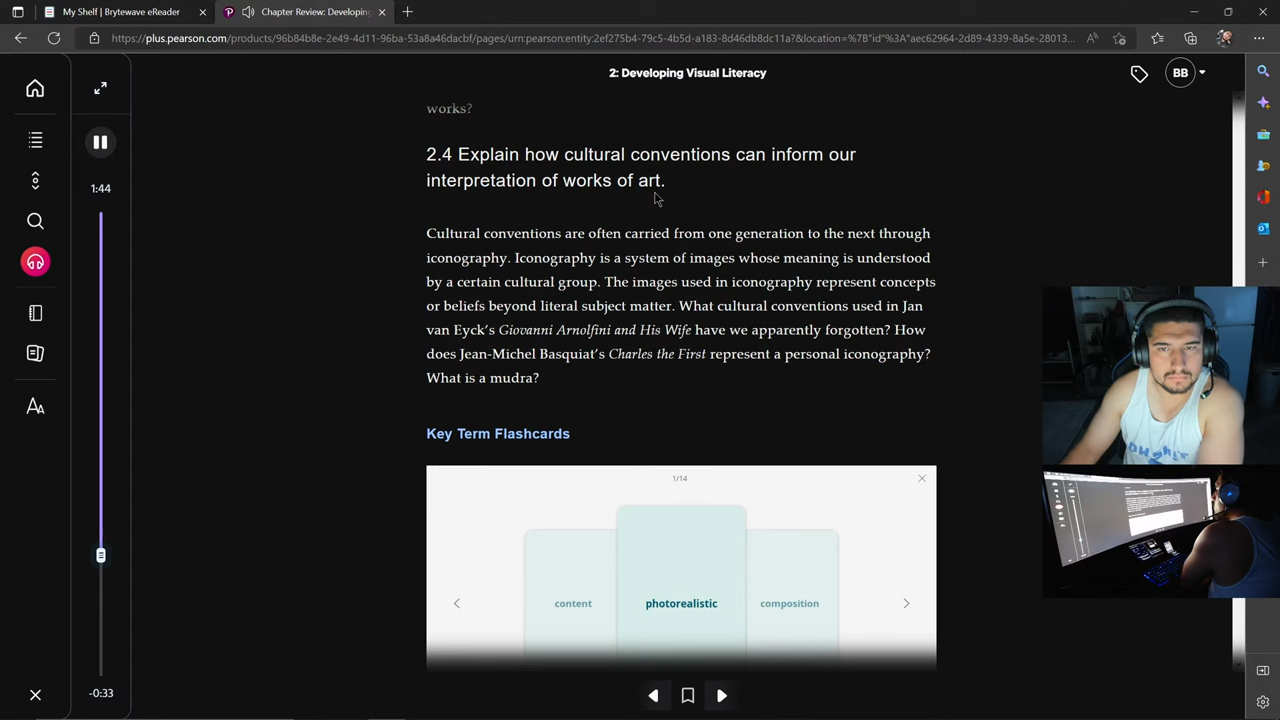 My Shelf | Brytewave eReader
Chapter Review: Developing
https://plus.pearson.com/products/96b84b8e-2e49-4d11-96ba-53a8a46dacbf/pages/urn:pearson:entity:2ef275b4-79c5-4b5d-a183-8d46db8dc11a?&location=%7B"id"%3A"aec62964-2d89-4339-8a5e-28013...
2: Developing Visual Literacy
BB
works?
2.4 Explain how cultural conventions can inform our
interpretation of works of art.
1:44
Cultural conventions are often carried from one generation to the next through
iconography. Iconography is a system of images whose meaning is understood
by a certain cultural group. The images used in iconography represent concepts
or beliefs beyond literal subject matter. What cultural conventions used in Jan
van Eyck's Giovanni Arnolfini and His Wife have we apparently forgotten? How
does Jean-Michel Basquiat's Charles the First represent a personal iconography?
What is a mudra?
Key Term Flashcards
1/14
content
photorealistic
composition
-0:33